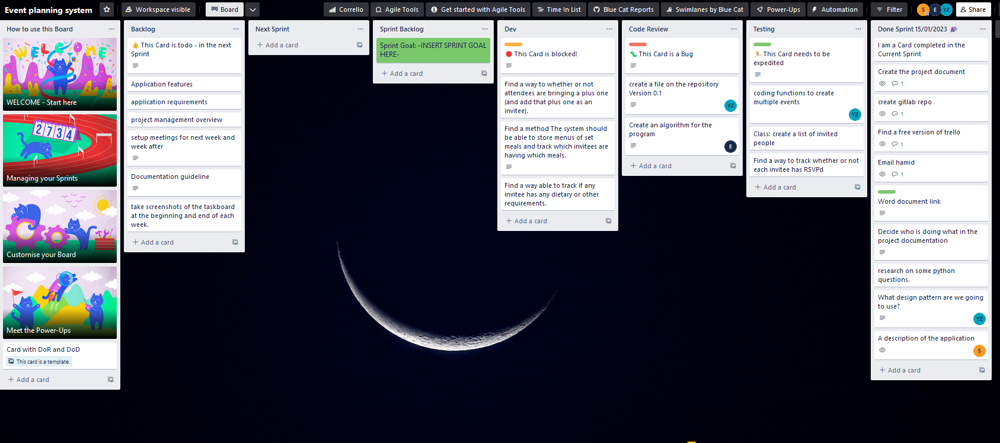 Event planning system
Workspace visible
Board
Corrello
Agile Tools
Get started with Agile Tools
Time In List
Blue Cat Reports
Swimlanes by Blue Cat
Power-Ups
Automation
Filter
S
E
YZ
Share
How to use this Board
WELCOME
WELCOME - Start here
2734
Managing your Sprints
Customise your Board
Meet the Power-Ups
Card with DoR and DoD
This card is a template.
+ Add a card
Backlog
This Card is todo - in the next
Sprint
Application features
application requirements
project management overview
setup meetings for next week and
week after
Documentation guideline
take screenshots of the taskboard
at the beginning and end of each
week.
+ Add a card
Next Sprint
+ Add a card
Sprint Backlog
Sprint Goal: -INSERT SPRINT GOAL
HERE-
+ Add a card
Dev
This Card is blocked!
Find a way to whether or not
attendees are bringing a plus one
(and add that plus one as an
invitee).
Find a method The system should
be able to store menus of set
meals and track which invitees are
having which meals.
Find a way able to track if any
invitee has any dietary or other
requirements.
+ Add a card
Code Review
This Card is a Bug
create a file on the repository
Version 0.1
YZ
Create an algorithm for the
program
E
+ Add a card
Testing
This Card needs to be
expedited
coding functions to create
multiple events
YZ
Class: create a list of invited
people
Find a way to track whether or not
each invitee has RSVPd
+ Add a card
Done Sprint 15/01/2023
I am a Card completed in the
Current Sprint
Create the project document
1
create gitlab repo
1
Find a free version of trello
1
Email hamid
1
Word document link
Decide who is doing what in the
project documentation
research on some python
questions.
What design pattern are we going
to use?
YZ
A description of the application
S
+ Add a card